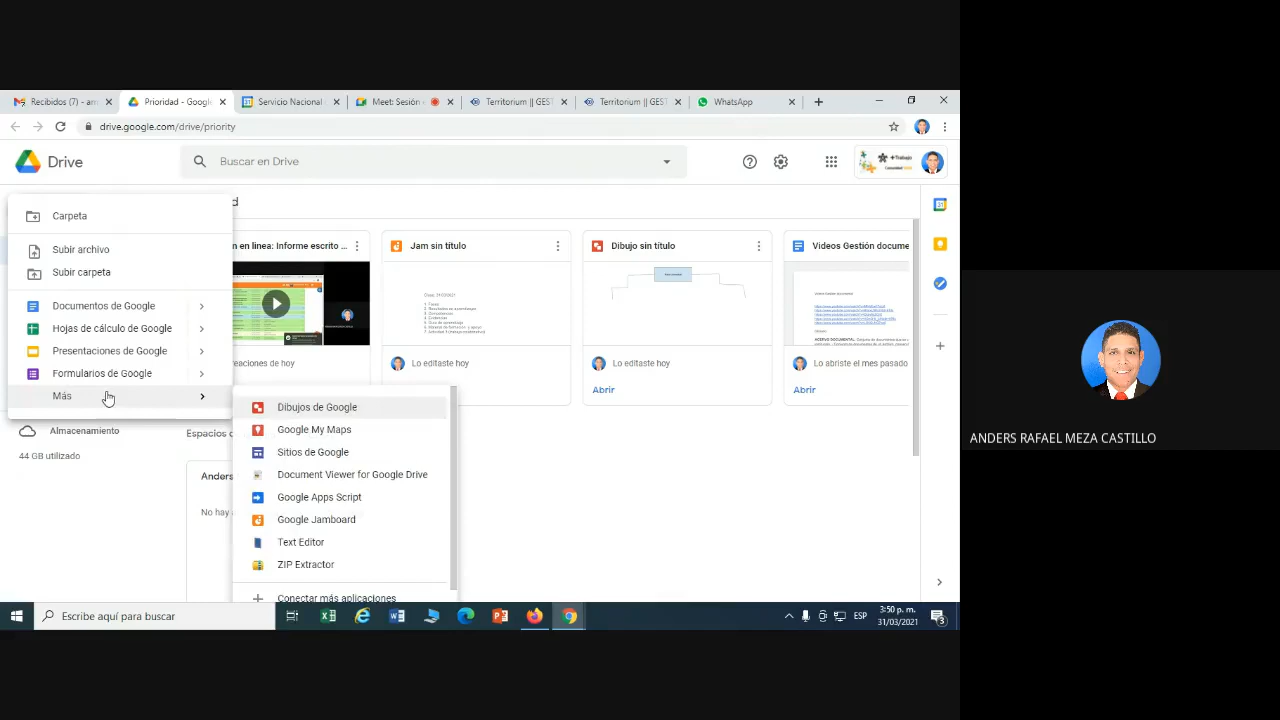 Recibidos (7) - an
Prioridad - Google
Servicio Nacional
Meet: Sesión
Territorium || GEST
Territorium || GEST
WhatsApp
drive.google.com/drive/priority
Drive
Buscar en Drive
+Trabajo
d
Carpeta
Subir archivo
Subir carpeta
Documentos de Google
Hojas de cálculo de Google
Presentaciones de Google
Formularios de Google
Más
Almacenamiento
44 GB utilizado
n en linea: Informe escrito ...
Jam sin título
Dibujo sin título
Videos Gestión docume
reaciones de hoy
Lo editaste hoy
Lo editaste hoy
Lo abriste el mes pasado
Abrir
Abrir
Espacios d
Anders
No hay a
Dibujos de Google
Google My Maps
Sitios de Google
Document Viewer for Google Drive
Google Apps Script
Google Jamboard
Text Editor
ZIP Extractor
Conectar más aplicaciones
Escribe aquí para buscar
ESP
3:50 p. m.
31/03/2021
3
ANDERS RAFAEL MEZA CASTILLO